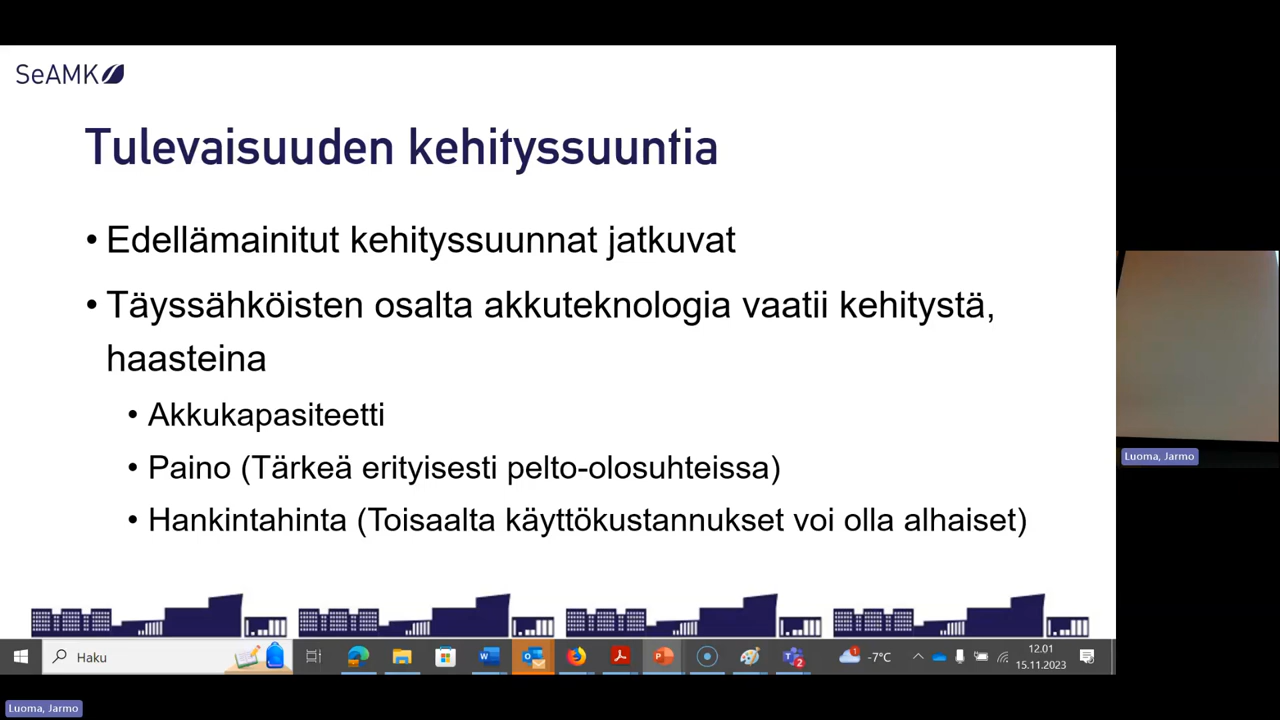 SeAMK
Tulevaisuuden kehityssuuntia
• Edellämainitut kehityssuunnat jatkuvat
• Täyssähköisten osalta akkuteknologia vaatii kehitystä,
haasteina
• Akkukapasiteetti
• Paino (Tärkeä erityisesti pelto-olosuhteissa)
• Hankintahinta (Toisaalta käyttökustannukset voi olla alhaiset)
Luoma, Jarmo
Haku
1
-7°C
12.01
15.11.2023
Luoma, Jarmo